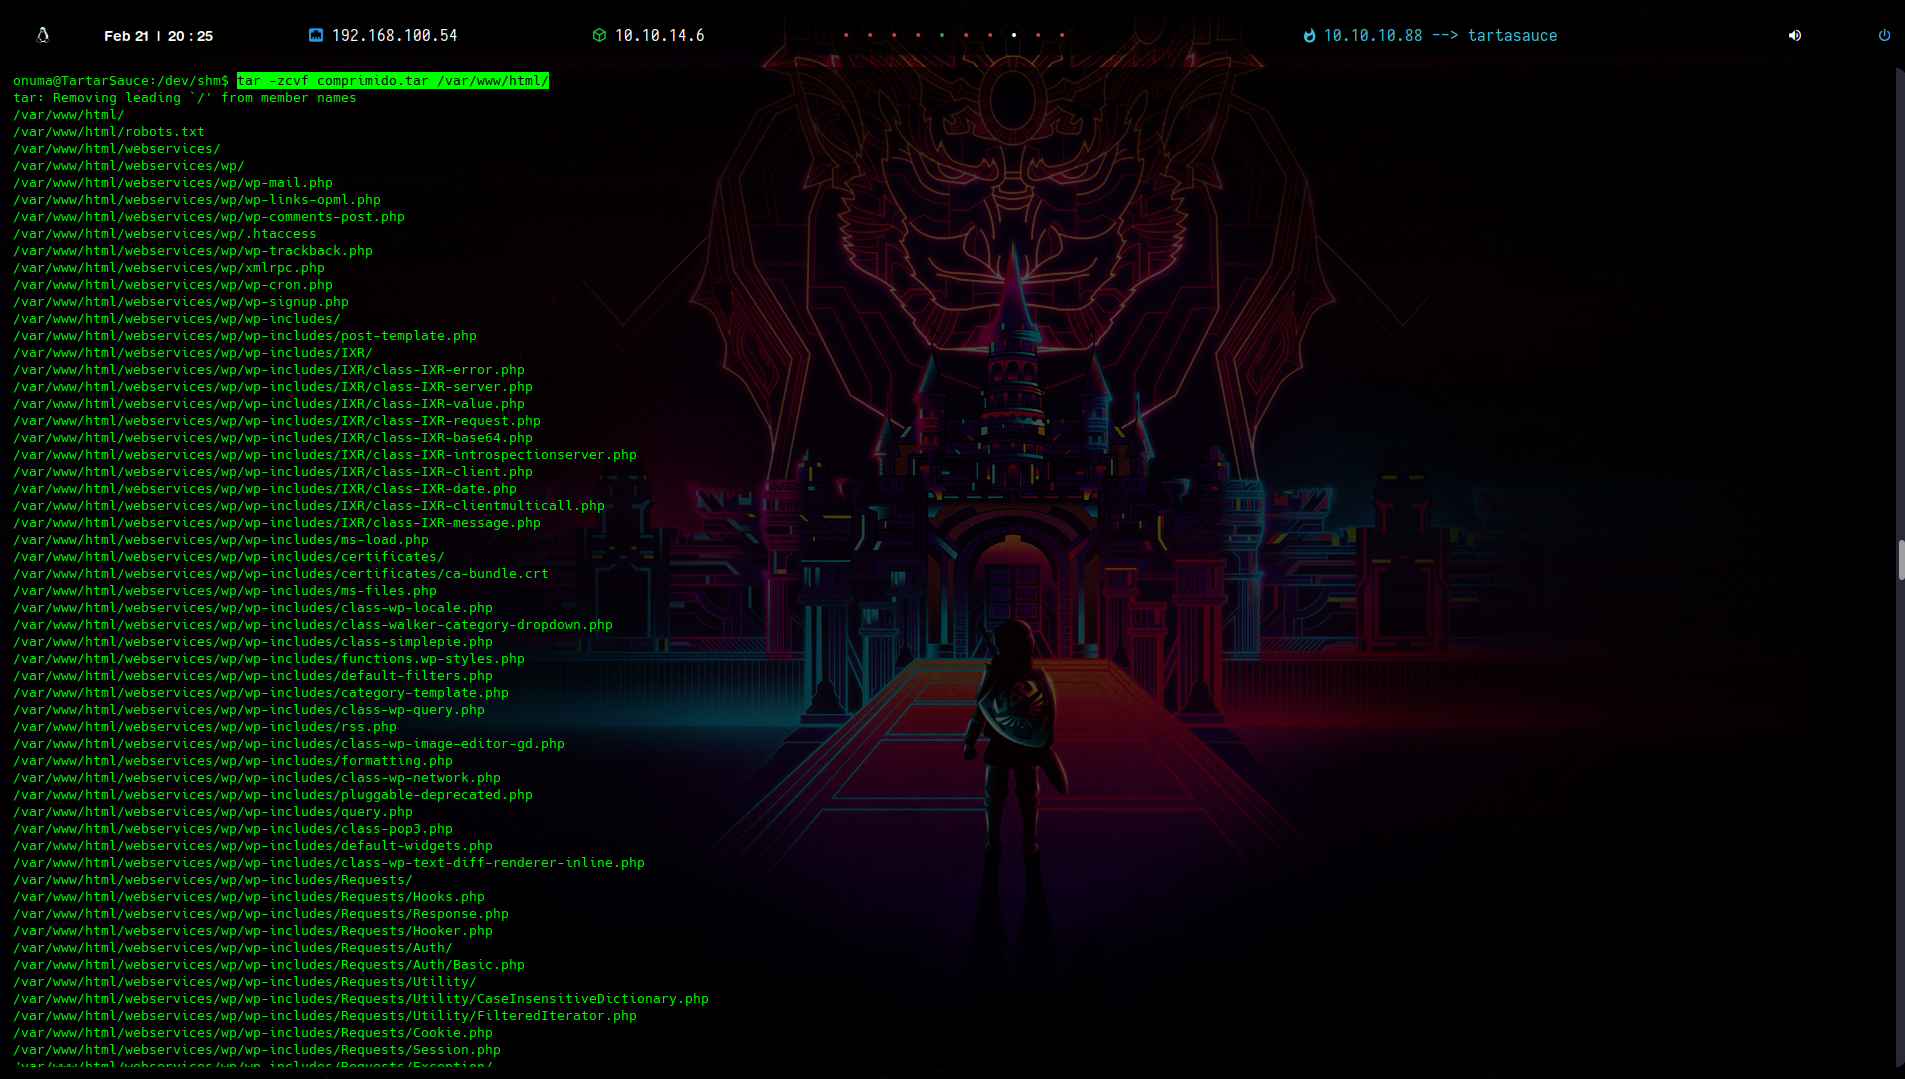 Feb 21 | 20 : 25 192.168.100.54 10.10.14.6 10.10.10.88 --> tartasauce
onuma@TartarSauce:/dev/shm$ tar -zcvf comprimido.tar /var/www/html/
tar: Removing leading `/' from member names
/var/www/html/
/var/www/html/robots.txt
/var/www/html/webservices/
/var/www/html/webservices/wp/
/var/www/html/webservices/wp/wp-mail.php
/var/www/html/webservices/wp/wp-links-opml.php
/var/www/html/webservices/wp/wp-comments-post.php
/var/www/html/webservices/wp/.htaccess
/var/www/html/webservices/wp/wp-trackback.php
/var/www/html/webservices/wp/xmlrpc.php
/var/www/html/webservices/wp/wp-cron.php
/var/www/html/webservices/wp/wp-signup.php
/var/www/html/webservices/wp/wp-includes/
/var/www/html/webservices/wp/wp-includes/post-template.php
/var/www/html/webservices/wp/wp-includes/IXR/
/var/www/html/webservices/wp/wp-includes/IXR/class-IXR-error.php
/var/www/html/webservices/wp/wp-includes/IXR/class-IXR-server.php
/var/www/html/webservices/wp/wp-includes/IXR/class-IXR-value.php
/var/www/html/webservices/wp/wp-includes/IXR/class-IXR-request.php
/var/www/html/webservices/wp/wp-includes/IXR/class-IXR-base64.php
/var/www/html/webservices/wp/wp-includes/IXR/class-IXR-introspectionserver.php
/var/www/html/webservices/wp/wp-includes/IXR/class-IXR-client.php
/var/www/html/webservices/wp/wp-includes/IXR/class-IXR-date.php
/var/www/html/webservices/wp/wp-includes/IXR/class-IXR-clientmulticall.php
/var/www/html/webservices/wp/wp-includes/IXR/class-IXR-message.php
/var/www/html/webservices/wp/wp-includes/ms-load.php
/var/www/html/webservices/wp/wp-includes/certificates/
/var/www/html/webservices/wp/wp-includes/certificates/ca-bundle.crt
/var/www/html/webservices/wp/wp-includes/ms-files.php
/var/www/html/webservices/wp/wp-includes/class-wp-locale.php
/var/www/html/webservices/wp/wp-includes/class-walker-category-dropdown.php
/var/www/html/webservices/wp/wp-includes/class-simplepie.php
/var/www/html/webservices/wp/wp-includes/functions.wp-styles.php
/var/www/html/webservices/wp/wp-includes/default-filters.php
/var/www/html/webservices/wp/wp-includes/category-template.php
/var/www/html/webservices/wp/wp-includes/class-wp-query.php
/var/www/html/webservices/wp/wp-includes/rss.php
/var/www/html/webservices/wp/wp-includes/class-wp-image-editor-gd.php
/var/www/html/webservices/wp/wp-includes/formatting.php
/var/www/html/webservices/wp/wp-includes/class-wp-network.php
/var/www/html/webservices/wp/wp-includes/pluggable-deprecated.php
/var/www/html/webservices/wp/wp-includes/query.php
/var/www/html/webservices/wp/wp-includes/class-pop3.php
/var/www/html/webservices/wp/wp-includes/default-widgets.php
/var/www/html/webservices/wp/wp-includes/class-wp-text-diff-renderer-inline.php
/var/www/html/webservices/wp/wp-includes/Requests/
/var/www/html/webservices/wp/wp-includes/Requests/Hooks.php
/var/www/html/webservices/wp/wp-includes/Requests/Response.php
/var/www/html/webservices/wp/wp-includes/Requests/Hooker.php
/var/www/html/webservices/wp/wp-includes/Requests/Auth/
/var/www/html/webservices/wp/wp-includes/Requests/Auth/Basic.php
/var/www/html/webservices/wp/wp-includes/Requests/Utility/
/var/www/html/webservices/wp/wp-includes/Requests/Utility/CaseInsensitiveDictionary.php
/var/www/html/webservices/wp/wp-includes/Requests/Utility/FilteredIterator.php
/var/www/html/webservices/wp/wp-includes/Requests/Cookie.php
/var/www/html/webservices/wp/wp-includes/Requests/Session.php
/var/www/html/webservices/wp/wp-includes/Requests/Exception/